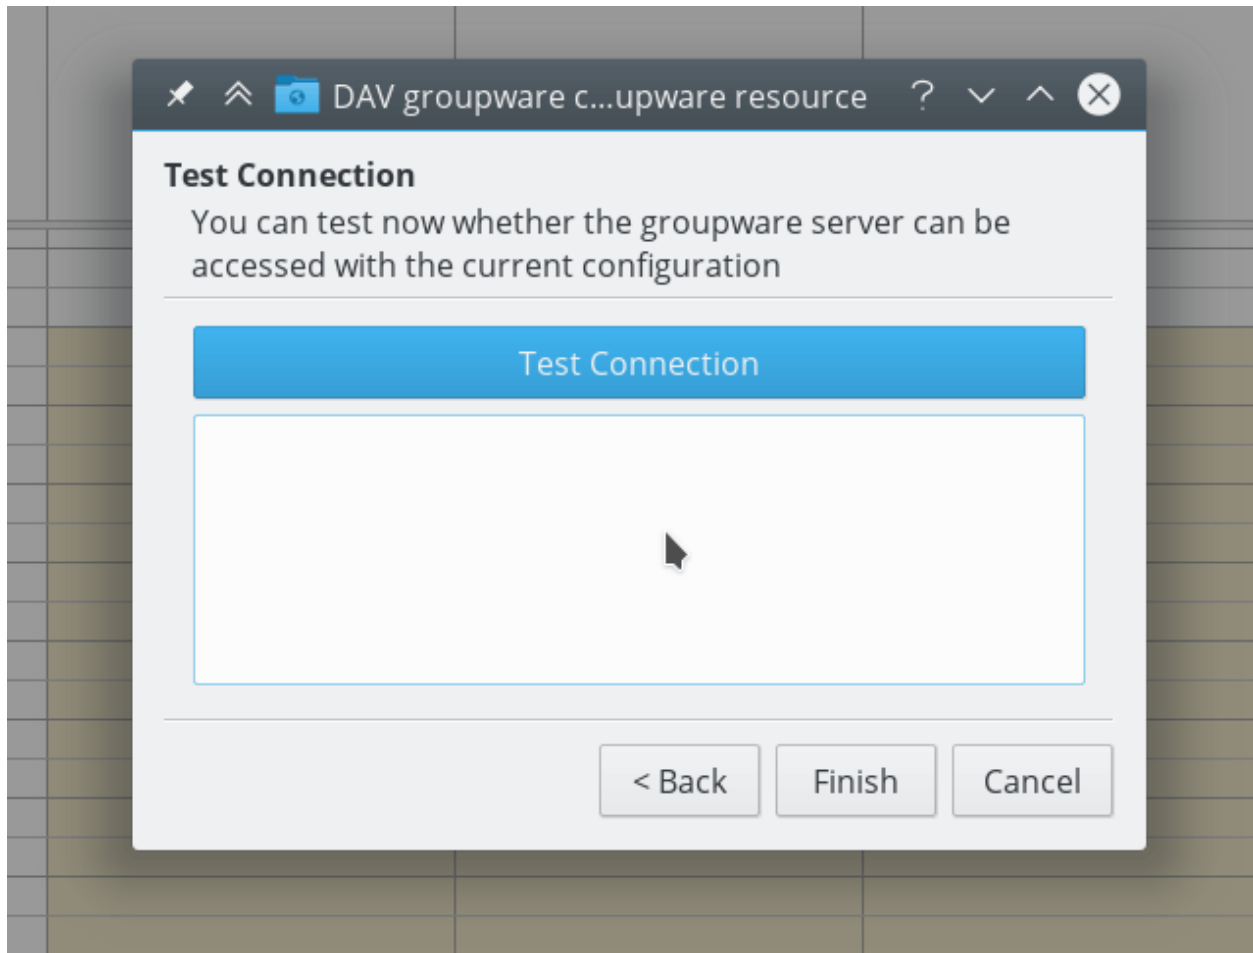 DAV groupware c...upware resource
Test Connection
You can test now whether the groupware server can be
accessed with the current configuration
Test Connection
< Back
Finish
Cancel